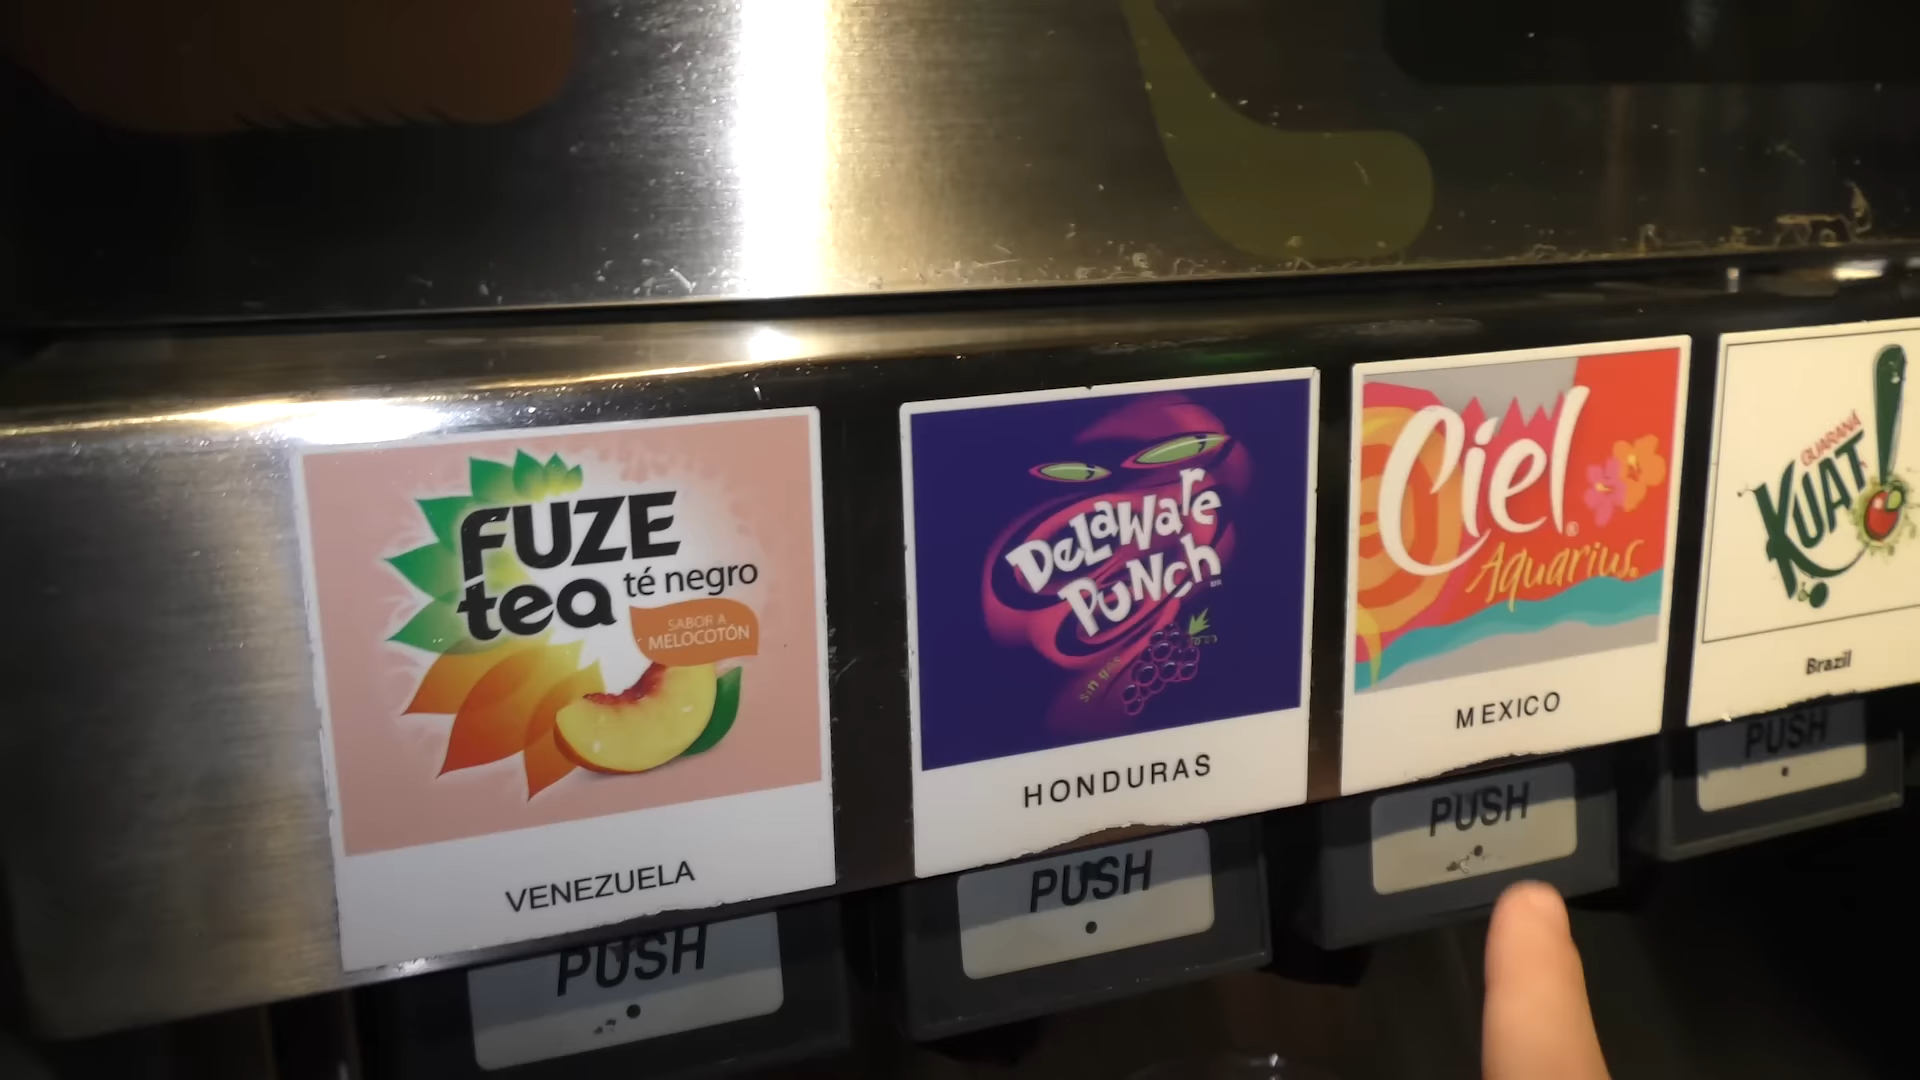 FUZE
tea té negro
SABOR A
MELOCOTÓN
VENEZUELA
PUSH
DeLaWare
PUNch
HONDURAS
PUSH
Ciel®
Aquarius
MEXICO
PUSH
GUARANÁ
KUAT!
Brazil
PUSH